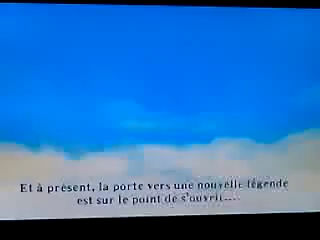 Et à présent, la porte vers une nouvelle légende
est sur le point de s'ouvrir....